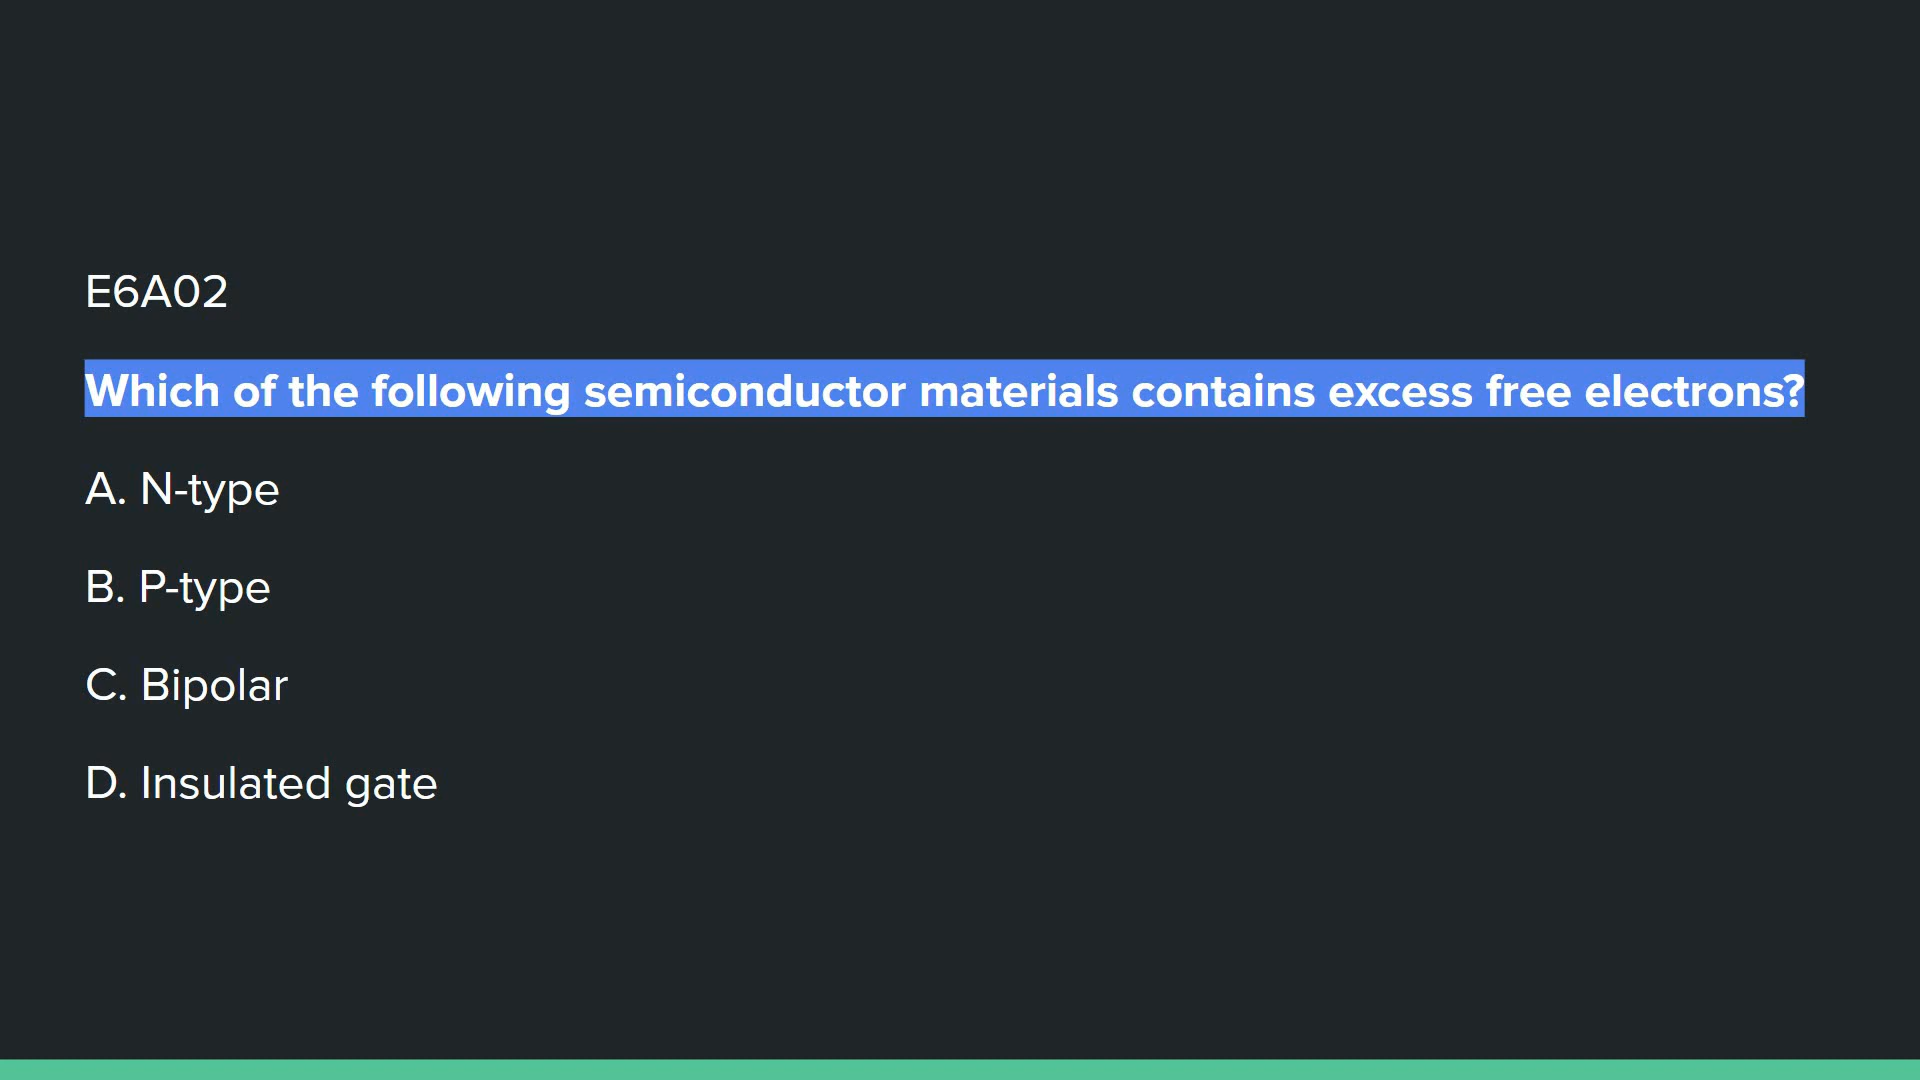 E6A02
Which of the following semiconductor materials contains excess free electrons?
A. N-type
B. P-type
C. Bipolar
D. Insulated gate